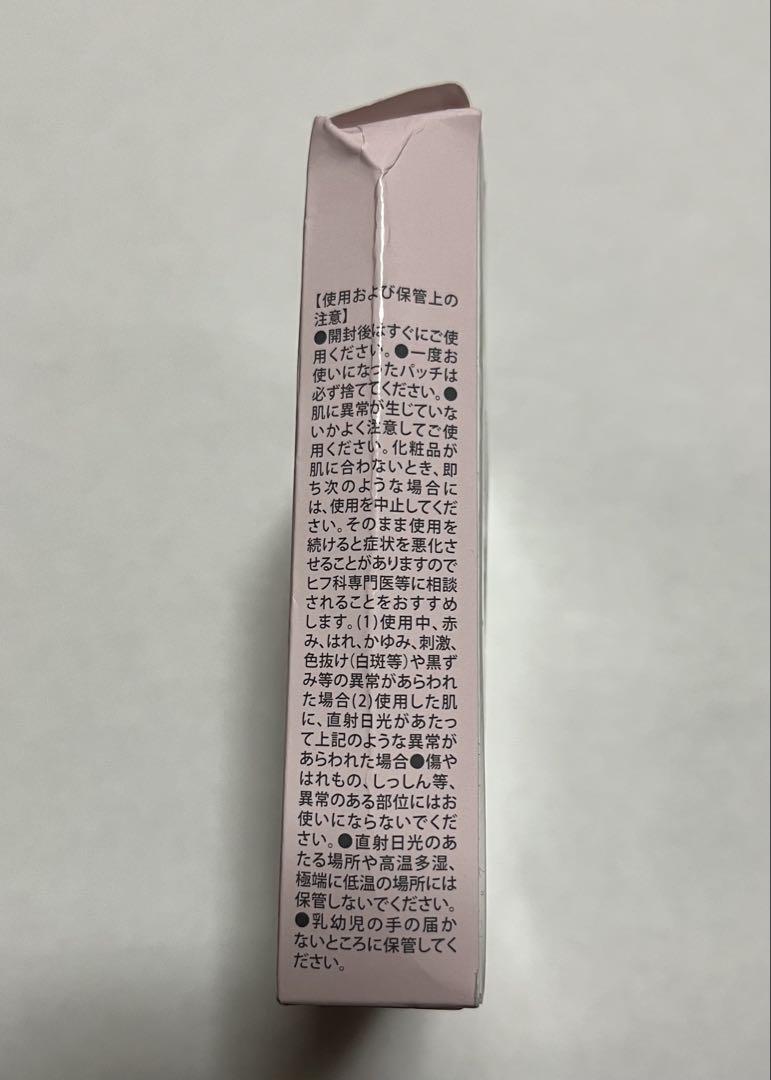 【使用および保管上の
注意】
●開封後はすぐにご使
用ください。●一度お
使いになったパッチは
必ず捨ててください。●
肌に異常が生じていな
いかよく注意してご使
用ください。化粧品が
肌に合わないとき、即
ち次のような場合に
は、使用を中止してくだ
さい。そのまま使用を
続けると症状を悪化さ
せることがありますので
ヒフ科専門医等に相談
されることをおすすめ
します。(1)使用中、赤
み、はれ、かゆみ、刺激、
色抜け(白斑等)や黒ず
み等の異常があらわれ
た場合(2)使用した肌
に、直射日光があたっ
て上記のような異常が
あらわれた場合●傷や
はれもの、しっしん等、
異常のある部位にはお
使いにならないでくだ
さい。●直射日光のあ
たる場所や高温多湿、
極端に低温の場所には
保管しないでください。
●乳幼児の手の届か
ないところに保管してく
ださい。